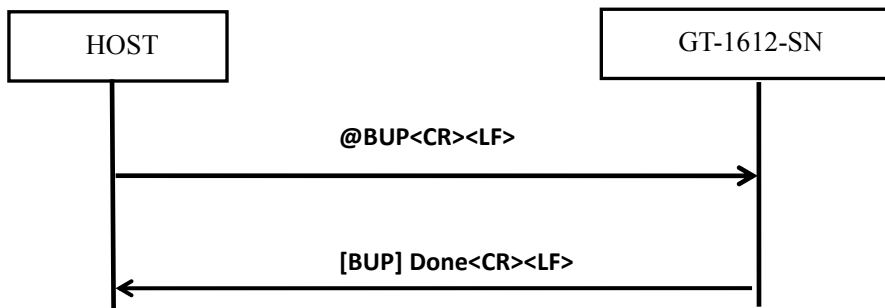 HOST
GT-1612-SN
@BUP<CR><LF>
[BUP] Done<CR><LF>